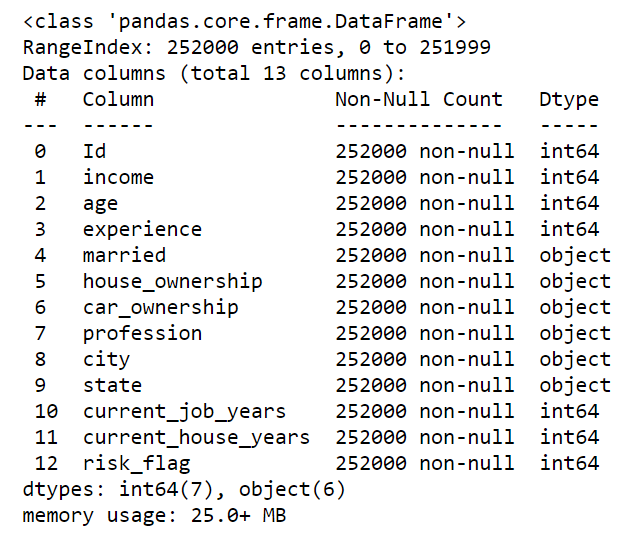 <class 'pandas.core.frame.DataFrame'>
RangeIndex: 252000 entries, 0 to 251999
Data columns (total 13 columns):
 #   Column               Non-Null Count   Dtype
---  ------               --------------   -----
 0   Id                   252000 non-null  int64
 1   income               252000 non-null  int64
 2   age                  252000 non-null  int64
 3   experience           252000 non-null  int64
 4   married              252000 non-null  object
 5   house_ownership      252000 non-null  object
 6   car_ownership        252000 non-null  object
 7   profession           252000 non-null  object
 8   city                 252000 non-null  object
 9   state                252000 non-null  object
 10  current_job_years    252000 non-null  int64
 11  current_house_years  252000 non-null  int64
 12  risk_flag            252000 non-null  int64
dtypes: int64(7), object(6)
memory usage: 25.0+ MB